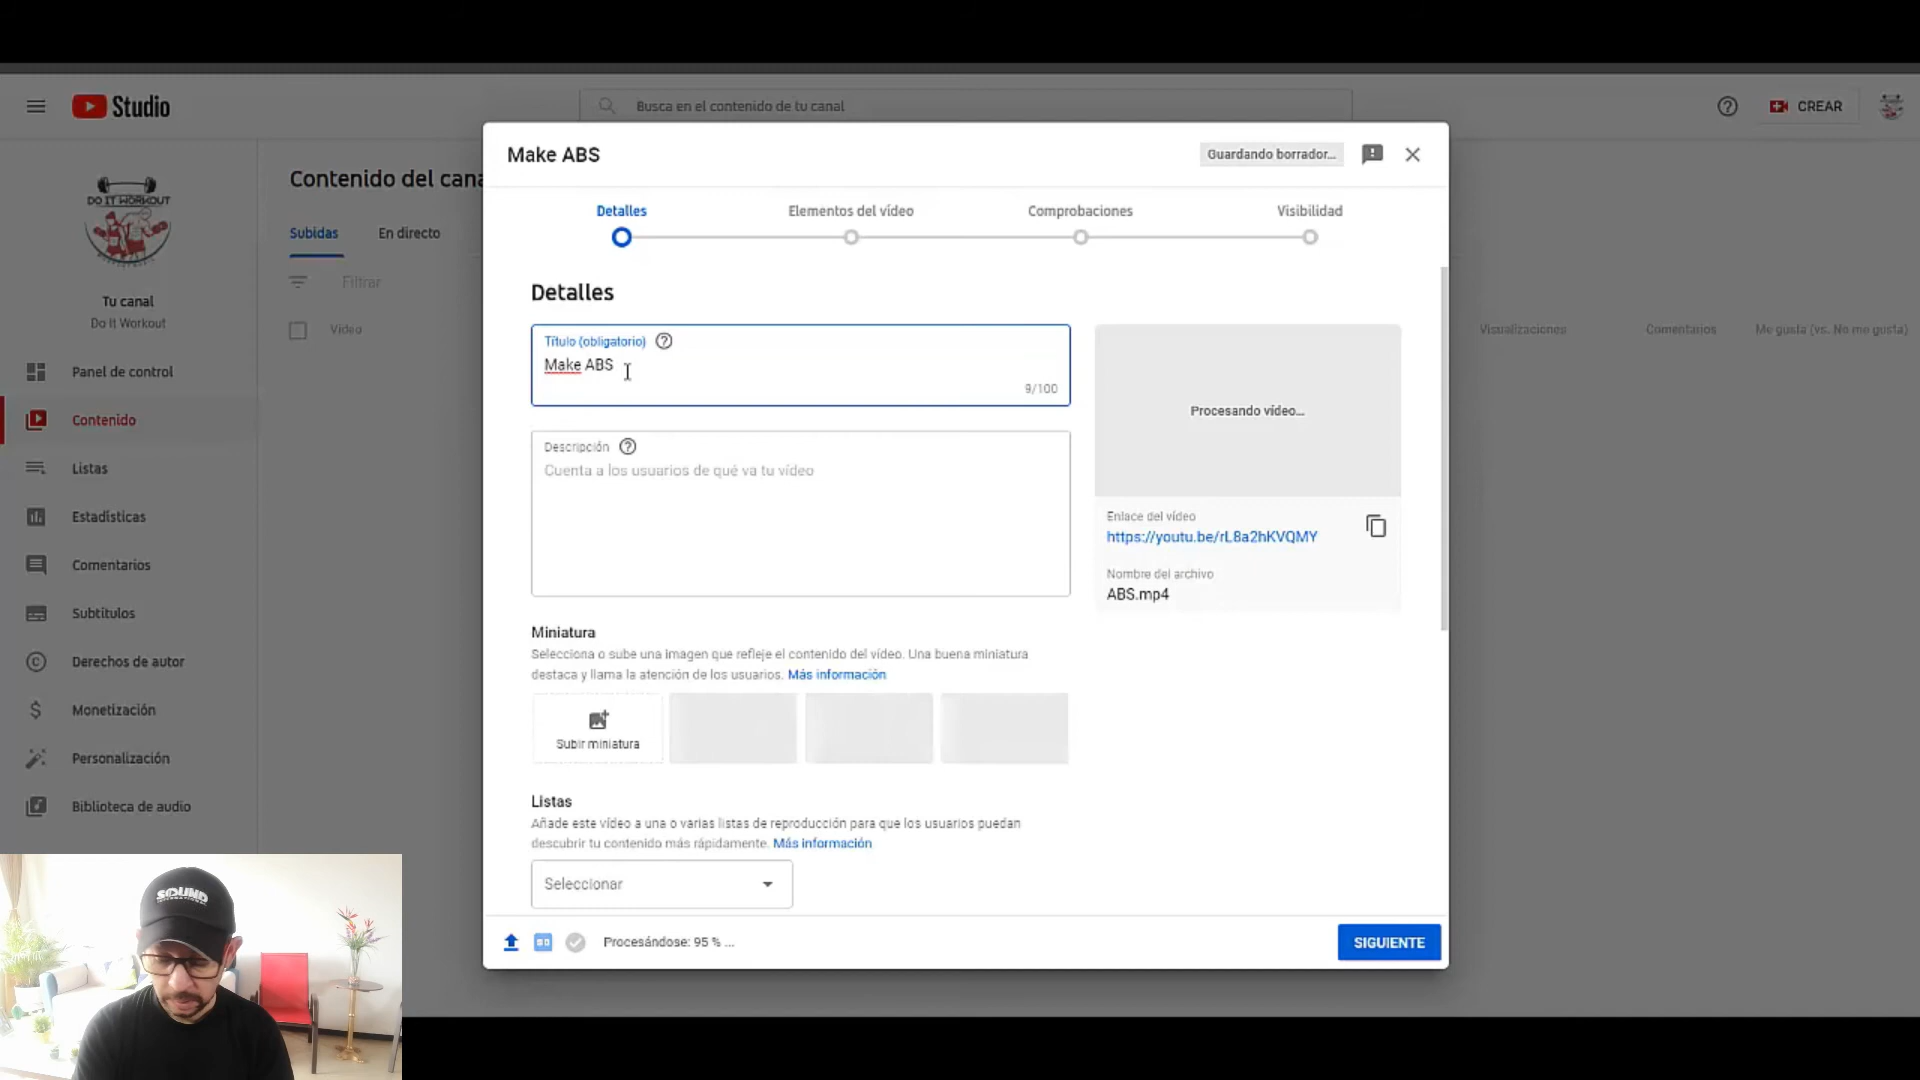 Studio
Busca en el contenido de tu canal
CREAR
DO IT WORKOUT
Tu canal
Do It Workout
Panel de control
Contenido
Listas
Estadísticas
Comentarios
Subtítulos
Derechos de autor
Monetización
Personalización
Biblioteca de audio
Contenido del cana
Subidas
En directo
Filtrar
Vídeo
Visualizaciones
Comentarios
Me gusta (vs. No me gusta)
Make ABS
Guardando borrador...
Detalles
Elementos del vídeo
Comprobaciones
Visibilidad
Detalles
Título (obligatorio)
Make ABS
9/100
Descripción
Cuenta a los usuarios de qué va tu vídeo
Procesando vídeo...
Enlace del vídeo
https://youtu.be/rL8a2hKVQMY
Nombre del archivo
ABS.mp4
Miniatura
Selecciona o sube una imagen que refleje el contenido del vídeo. Una buena miniatura
destaca y llama la atención de los usuarios. Más información
Subir miniatura
Listas
Añade este vídeo a una o varias listas de reproducción para que los usuarios puedan
descubrir tu contenido más rápidamente. Más información
Seleccionar
Procesándose: 95 % ...
SIGUIENTE
SOUND
INTERNATIONAL